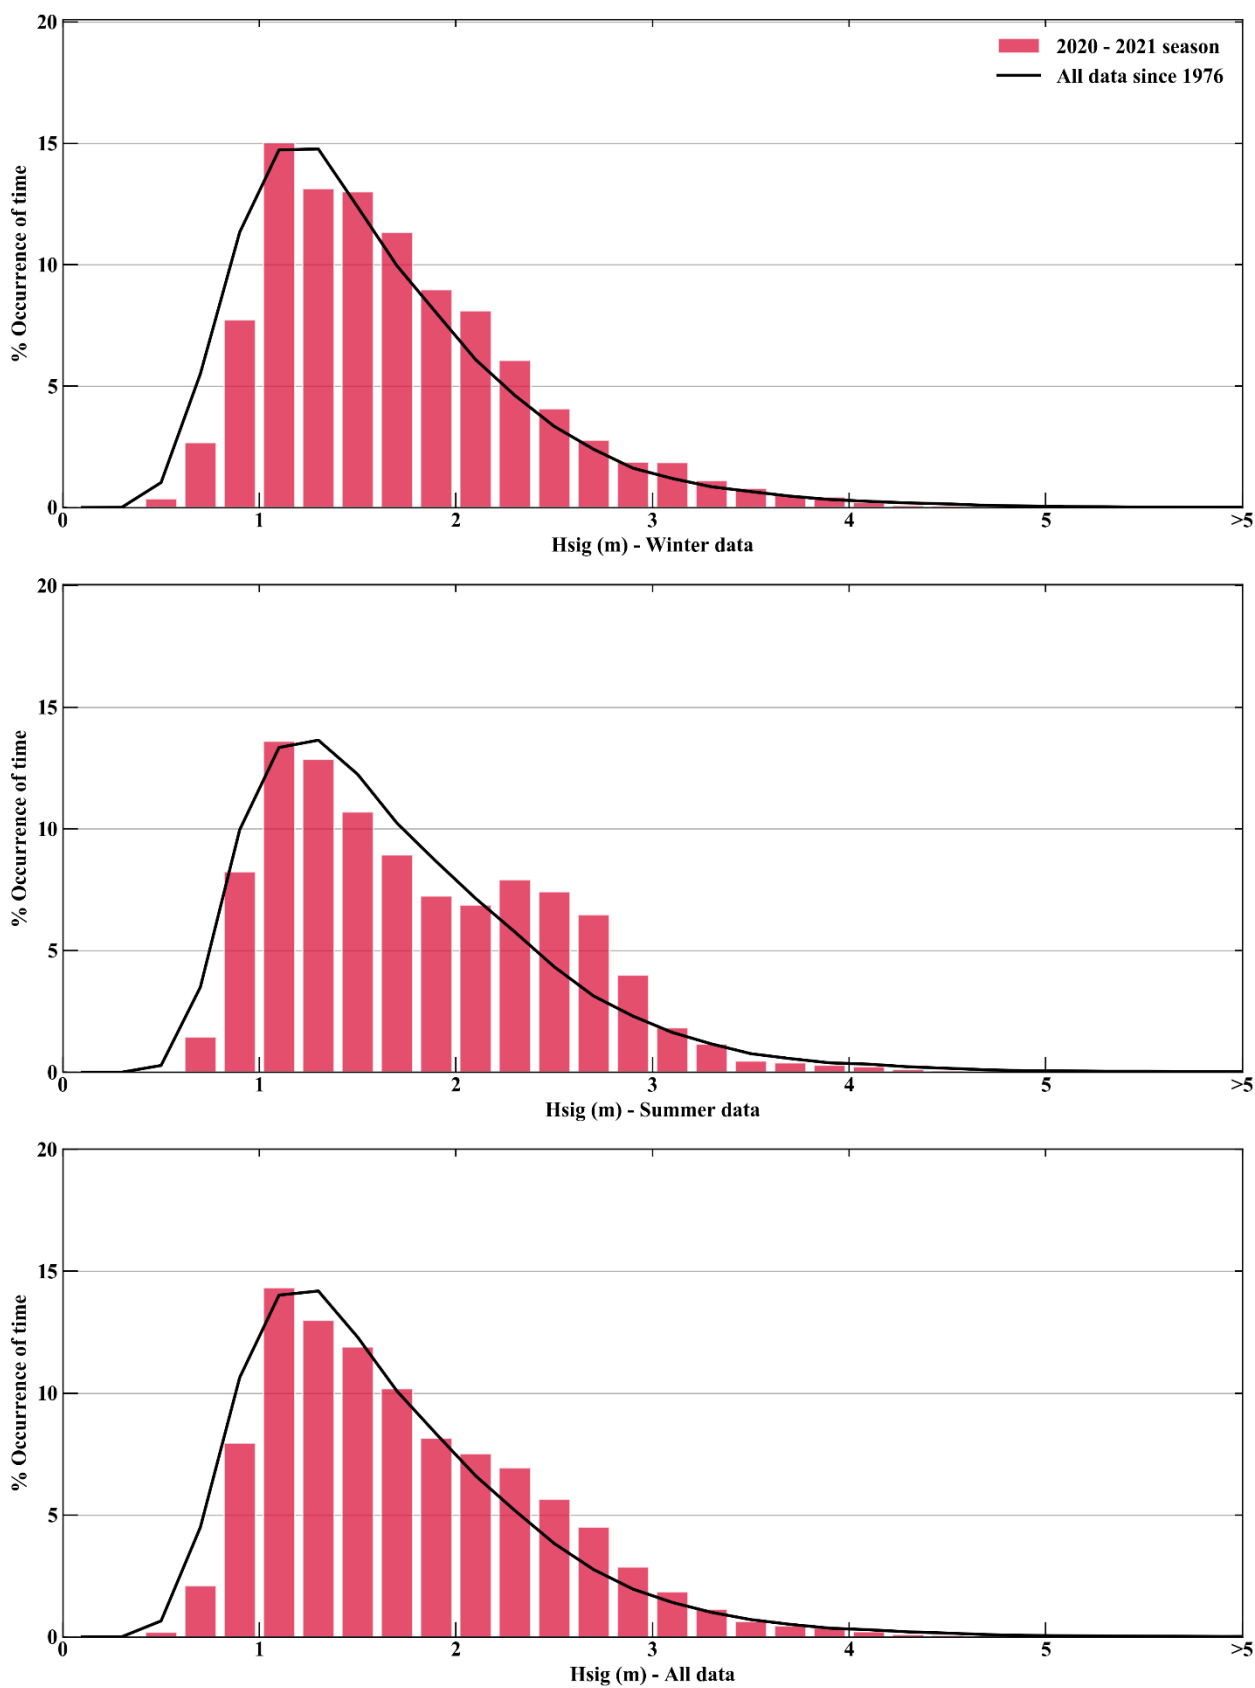 20
2020 - 2021 season
All data since 1976
15
10
5
0
% Occurrence of time
0 1 2 3 4 5 >5
Hsig (m) - Winter data
20
15
10
5
0
% Occurrence of time
0 1 2 3 4 5 >5
Hsig (m) - Summer data
20
15
10
5
0
% Occurrence of time
0 1 2 3 4 5 >5
Hsig (m) - All data